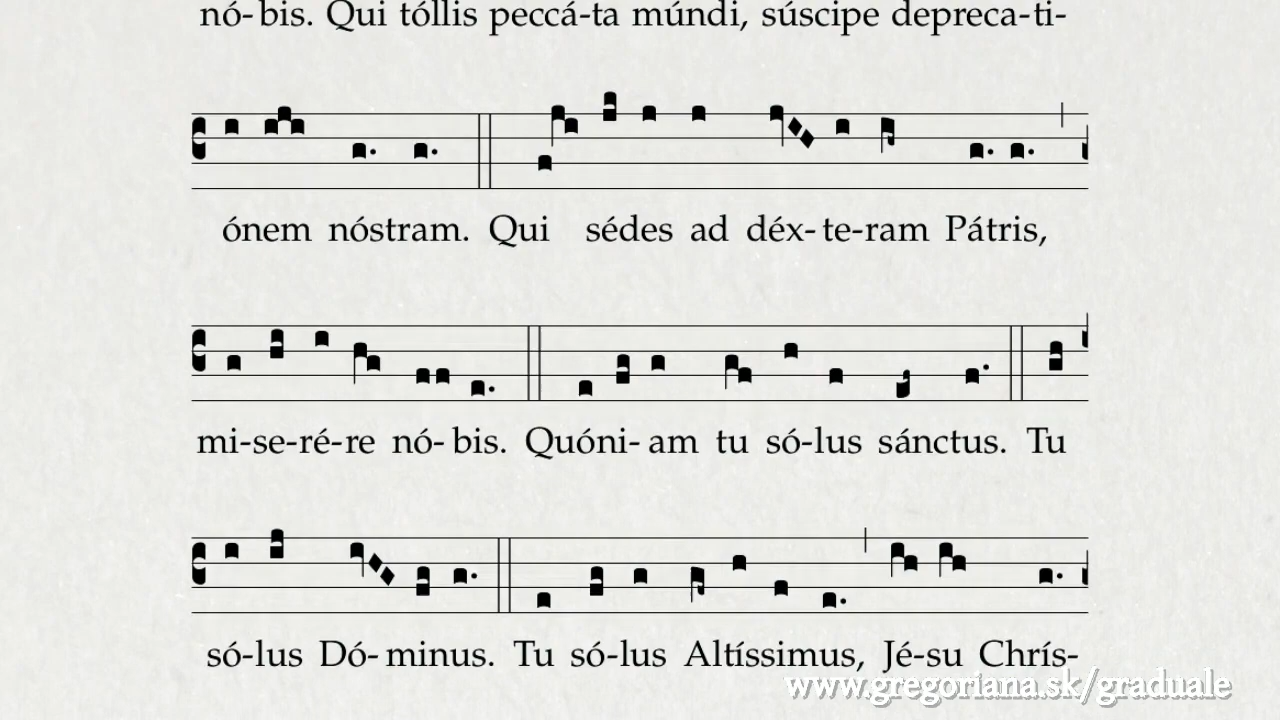 nó-bis. Qui tóllis peccá-ta múndi, súscipe depreca-ti-
ónem nóstram. Qui sédes ad déx-te-ram Pátris,
mi-se-ré-re nó-bis. Quóni-am tu só-lus sánctus. Tu
só-lus Dó-minus. Tu só-lus Altíssimus, Jé-su Chrís-
www.gregoriana.sk/graduale